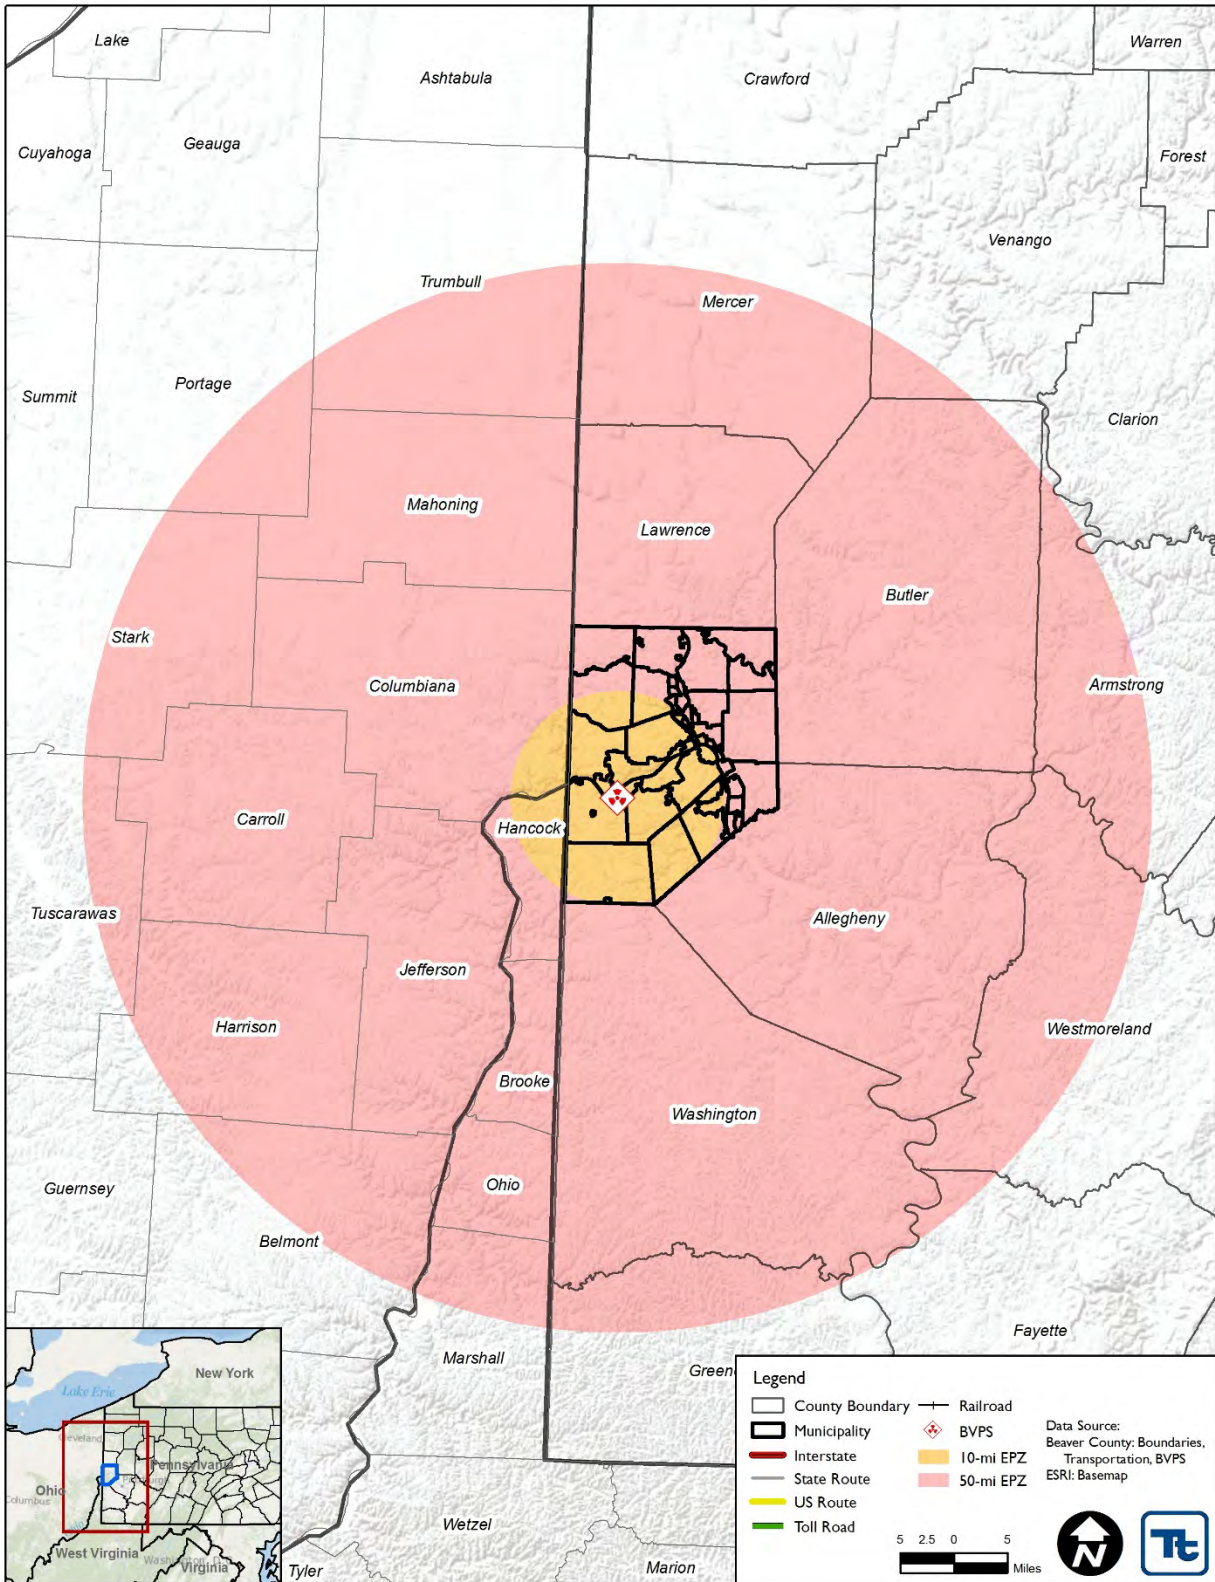 Lake
Ashtabula
Crawford
Warren
Cuyahoga
Geauga
Forest
Venango
Trumbull
Mercer
Summit
Portage
Clarion
Mahoning
Lawrence
Butler
Stark
Columbiana
Armstrong
Carroll
Hancock
Tuscarawas
Allegheny
Jefferson
Harrison
Westmoreland
Brooke
Washington
Guernsey
Ohio
Belmont
Fayette
Marshall
Green
Wetzel
Tyler
Marion
New York
Lake Erie
Cleveland
Pennsylvania
Ohio
Columbus
West Virginia
Virginia
Legend
County Boundary
Municipality
Interstate
State Route
US Route
Toll Road
Railroad
BVPS
10-mi EPZ
50-mi EPZ
Data Source:
Beaver County: Boundaries,
Transportation, BVPS
ESRI: Basemap
5 2.5 0 5
Miles
N
Tt